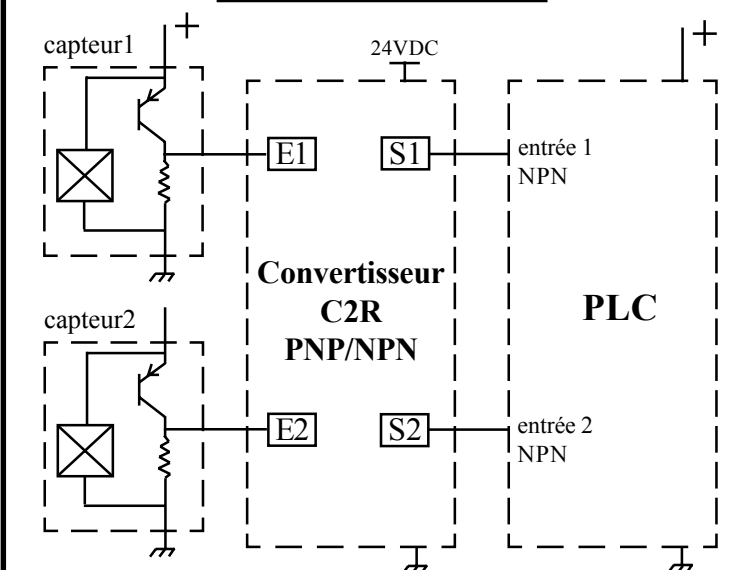 capteur1
+
24VDC
+
E1
S1
entrée 1
NPN
Convertisseur
C2R
PNP/NPN
PLC
capteur2
E2
S2
entrée 2
NPN